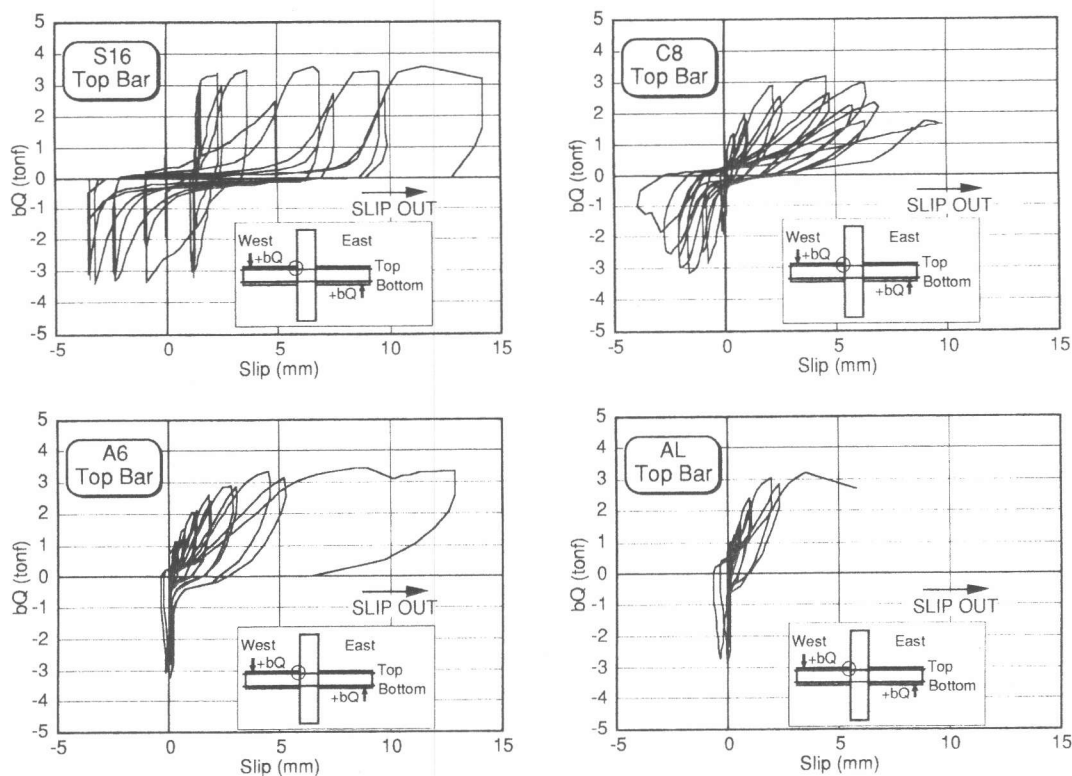 S16
Top Bar
bQ (tonf)
5
4
3
2
1
0
-1
-2
-3
-4
-5
SLIP OUT
West
East
+bQ
Top
Bottom
+bQ
-5
0
5
10
15
Slip (mm)
C8
Top Bar
bQ (tonf)
5
4
3
2
1
0
-1
-2
-3
-4
-5
SLIP OUT
West
East
+bQ
Top
Bottom
+bQ
-5
0
5
10
15
Slip (mm)
A6
Top Bar
bQ (tonf)
5
4
3
2
1
0
-1
-2
-3
-4
-5
SLIP OUT
West
East
+bQ
Top
Bottom
+bQ
-5
0
5
10
15
Slip (mm)
AL
Top Bar
bQ (tonf)
5
4
3
2
1
0
-1
-2
-3
-4
-5
SLIP OUT
West
East
+bQ
Top
Bottom
+bQ
-5
0
5
10
15
Slip (mm)